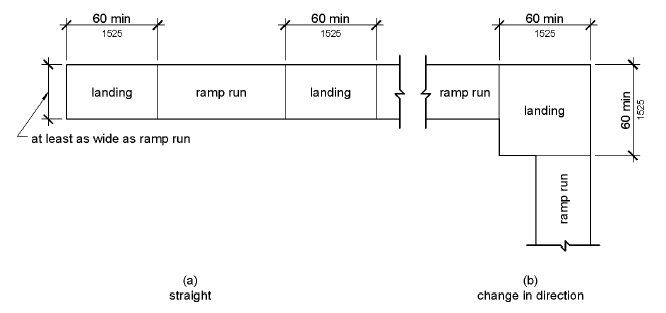 60 min
1525
60 min
1525
60 min
1525
landing
ramp run
landing
ramp run
landing
60 min
1525
at least as wide as ramp run
ramp run
(a)
straight
(b)
change in direction